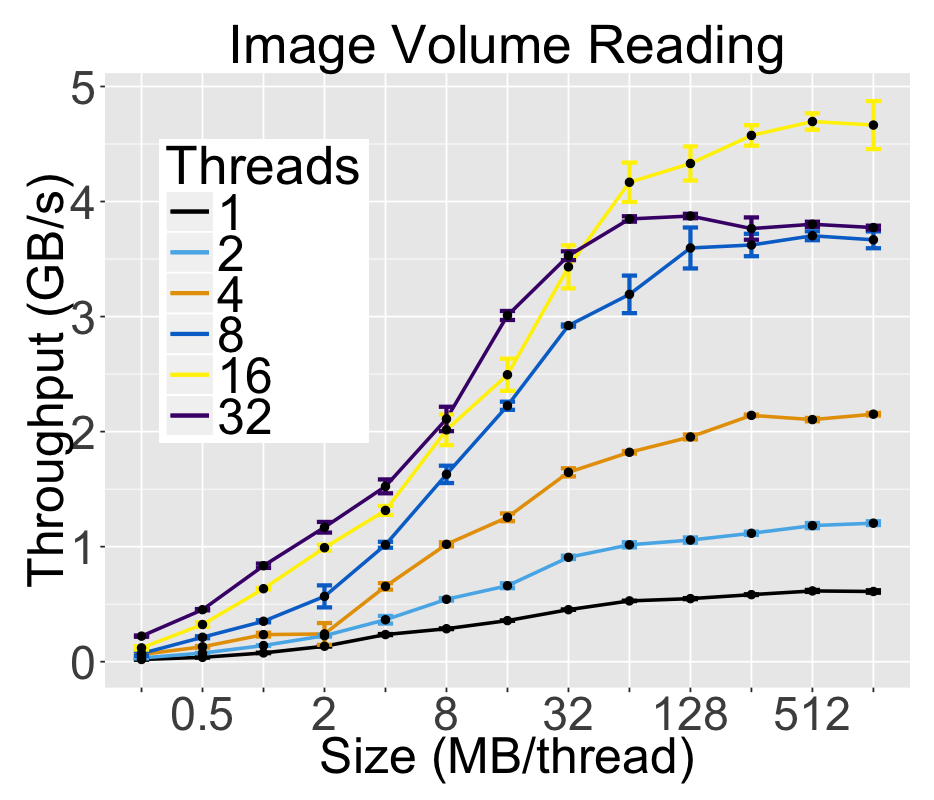 Image Volume Reading
Throughput (GB/s)
5
4
3
2
1
0
Threads
1
2
4
8
16
32
0.5 2 8 32 128 512
Size (MB/thread)